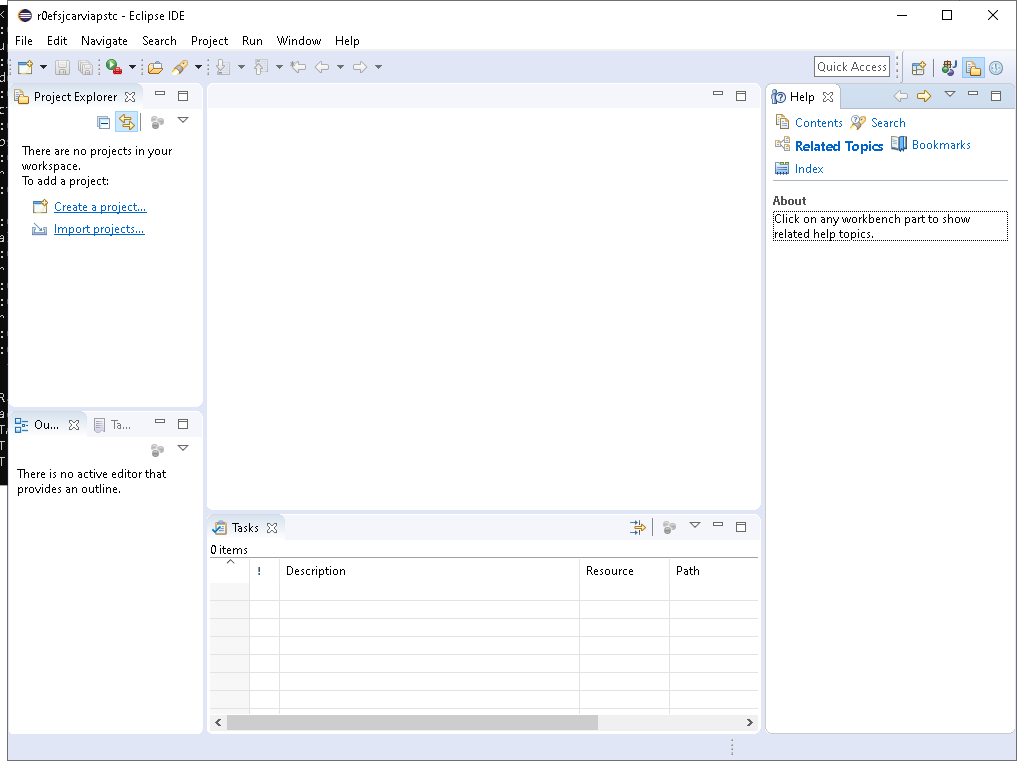 r0efsjcarviapstc - Eclipse IDE
File Edit Navigate Search Project Run Window Help
Quick Access
Project Explorer
There are no projects in your
workspace.
To add a project:
Create a project...
Import projects...
Ou... Ta...
There is no active editor that
provides an outline.
Tasks
0 items
! Description Resource Path
Help
Contents Search
Related Topics Bookmarks
Index
About
Click on any workbench part to show
related help topics.